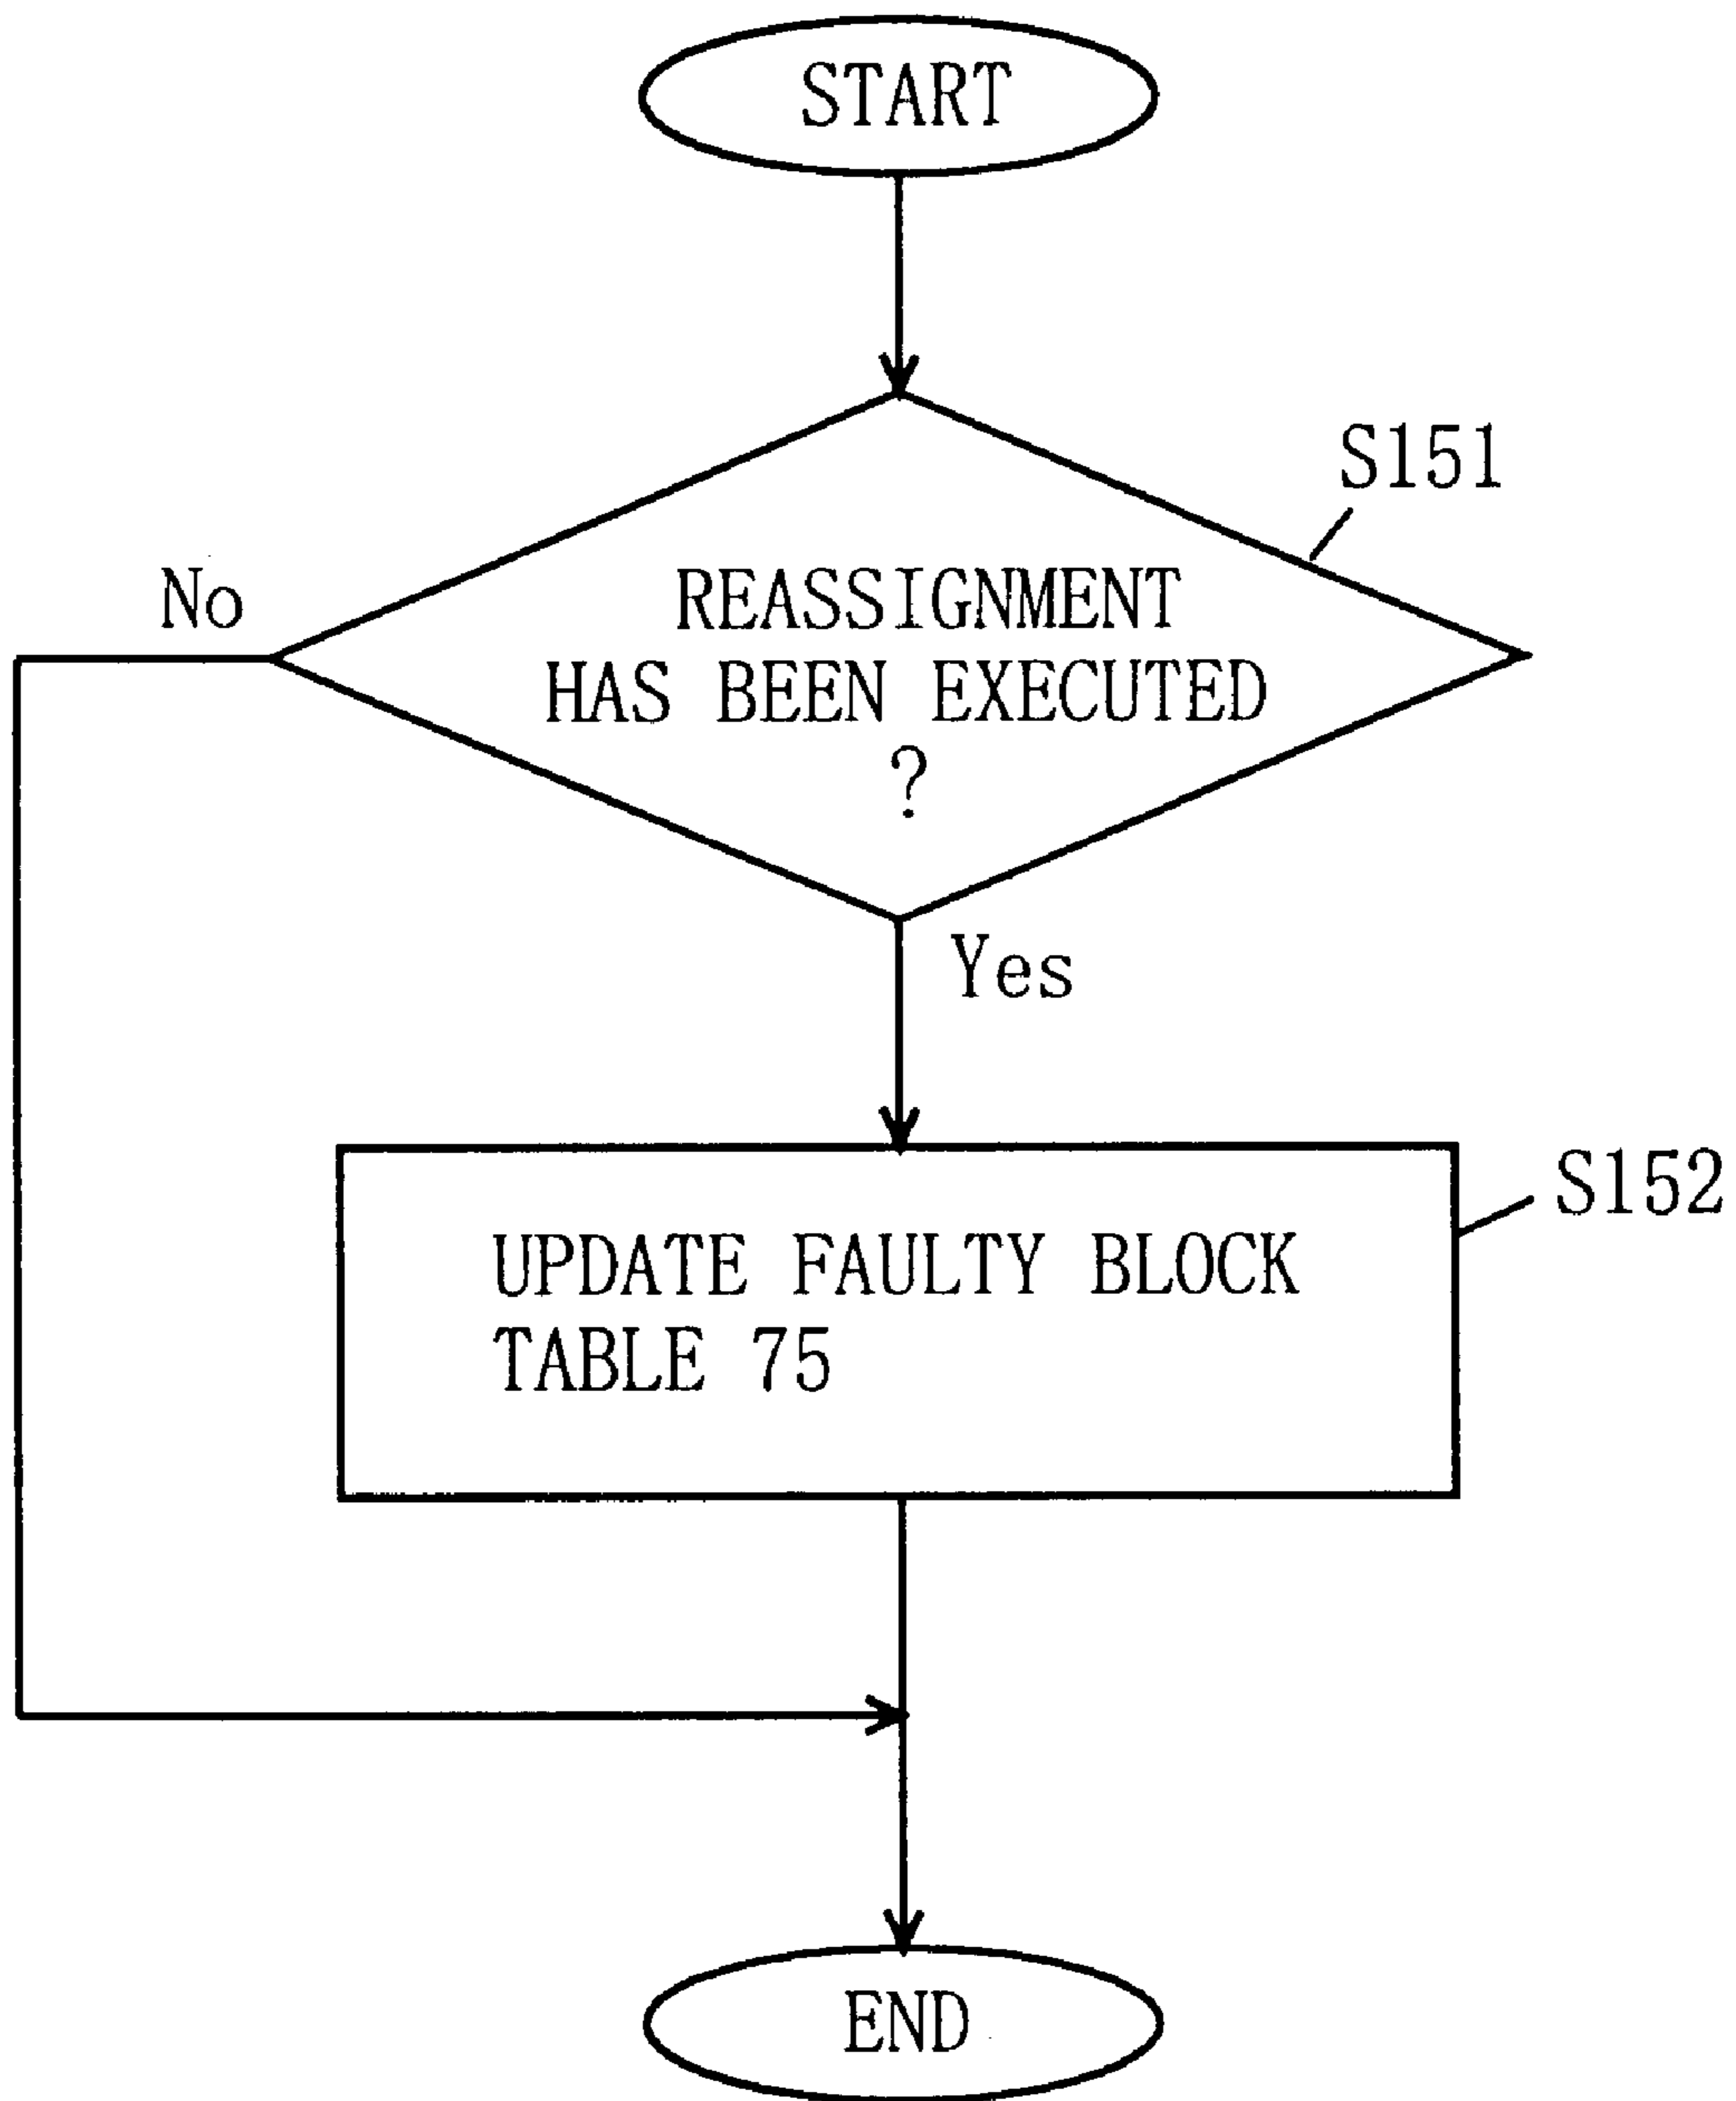 START
S151
No
REASSIGNMENT
HAS BEEN EXECUTED
?
Yes
S152
UPDATE FAULTY BLOCK
TABLE 75
END